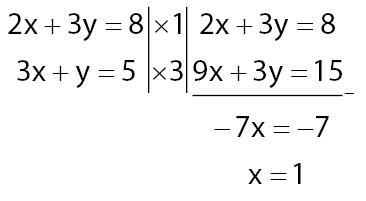 2x + 3y = 8 |×1| 2x + 3y = 8
3x + y = 5 |×3| 9x + 3y = 15 −
−7x = −7
x = 1